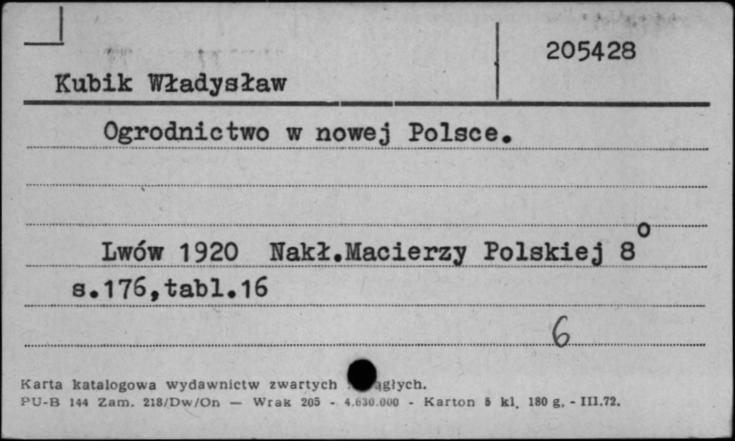 205428
Kubik Władysław
Ogrodnictwo w nowej Polsce.
Lwów 1920 Nakł.Macierzy Polskiej 8°
s.176,tabl.16
6
Karta katalogowa wydawnictw zwartych
PU-B 144 Zam. 218/Dw/On — Wrak 205 - 4.630.000 - Karton kl. 180 g. - III.72.